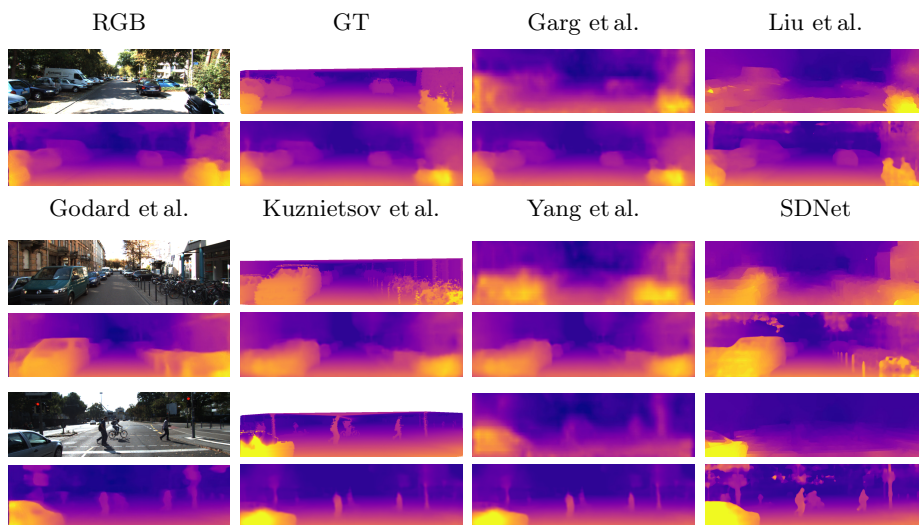 RGB GT Garg et al. Liu et al.
Godard et al. Kuznietsov et al. Yang et al. SDNet